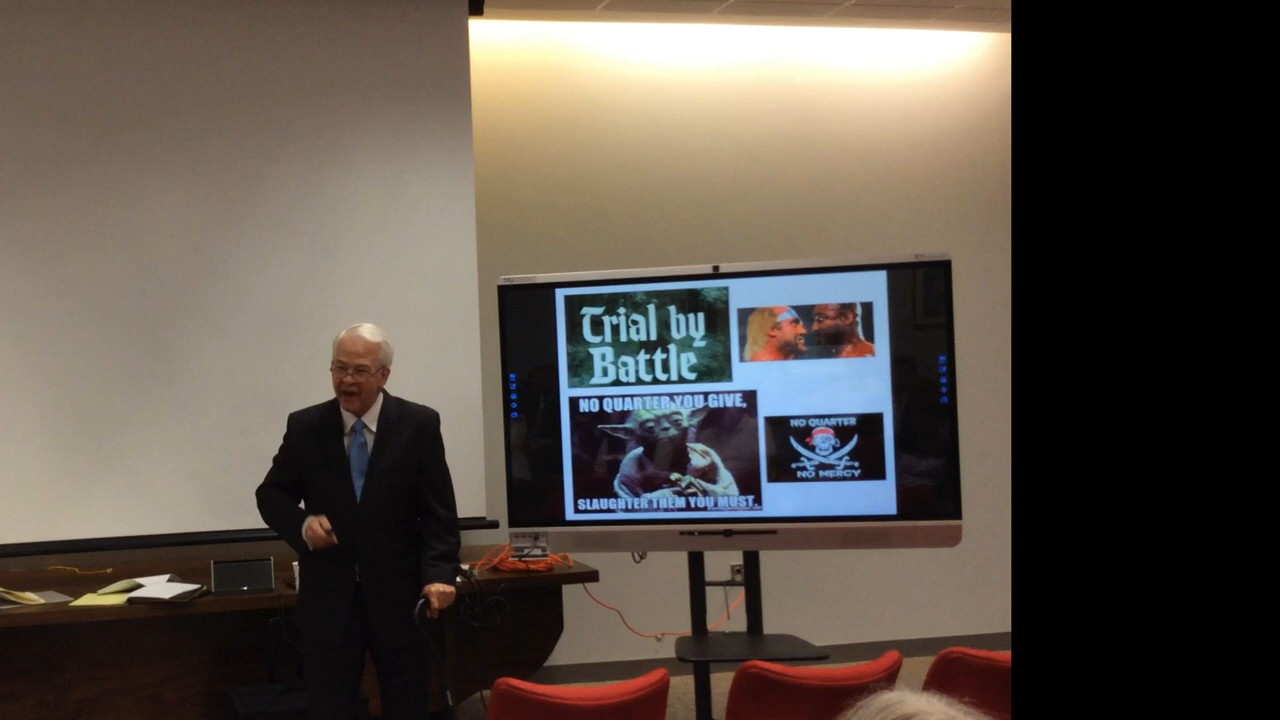 Trial by
Battle
NO QUARTER YOU GIVE,
SLAUGHTER THEM YOU MUST.
NO QUARTER
NO MERCY